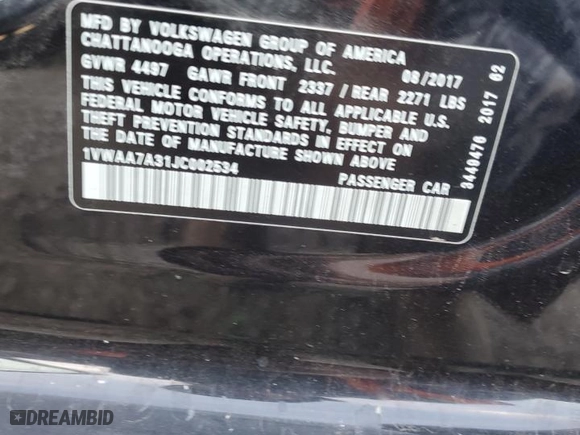 MFD BY VOLKSWAGEN GROUP OF AMERICA
CHATTANOOGA OPERATIONS, LLC. 08/2017
GVWR 4497 GAWR FRONT 2337 / REAR 2271 LBS
THIS VEHICLE CONFORMS TO ALL APPLICABLE U.S.
FEDERAL MOTOR VEHICLE SAFETY, BUMPER, AND
THEFT PREVENTION STANDARDS IN EFFECT ON
THE DATE OF MANUFACTURE SHOWN ABOVE
1VWAA7A31JC002534 PASSENGER CAR
3440476 2017 02
DREAMBID